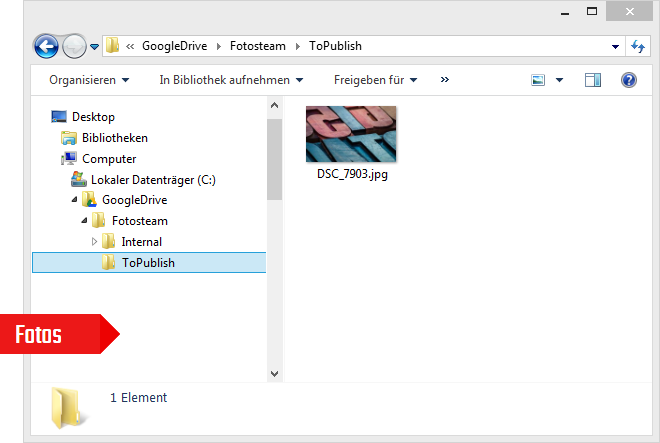 « GoogleDrive Fotosteam ToPublish
Organisieren In Bibliothek aufnehmen Freigeben für »
Desktop
Bibliotheken
Computer
Lokaler Datenträger (C:)
GoogleDrive
Fotosteam
Internal
ToPublish
DSC_7903.jpg
Fotos
1 Element